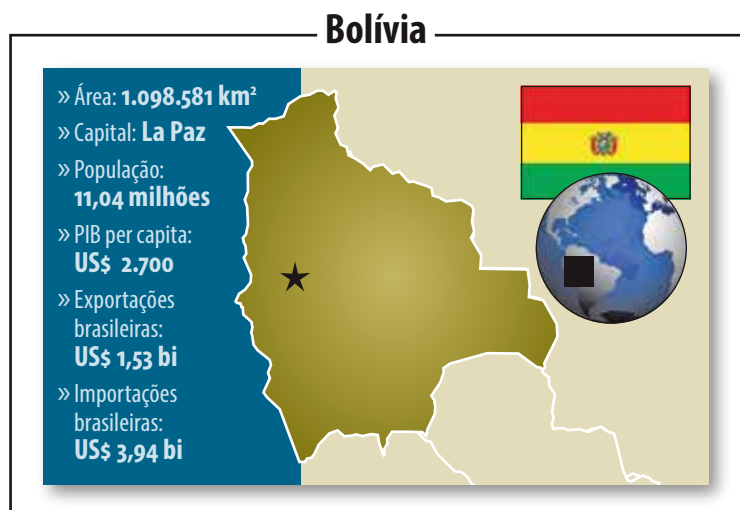 Bolívia
» Área: 1.098.581 km²
» Capital: La Paz
» População:
11,04 milhões
» PIB per capita:
US$ 2.700
» Exportações
brasileiras:
US$ 1,53 bi
» Importações
brasileiras:
US$ 3,94 bi